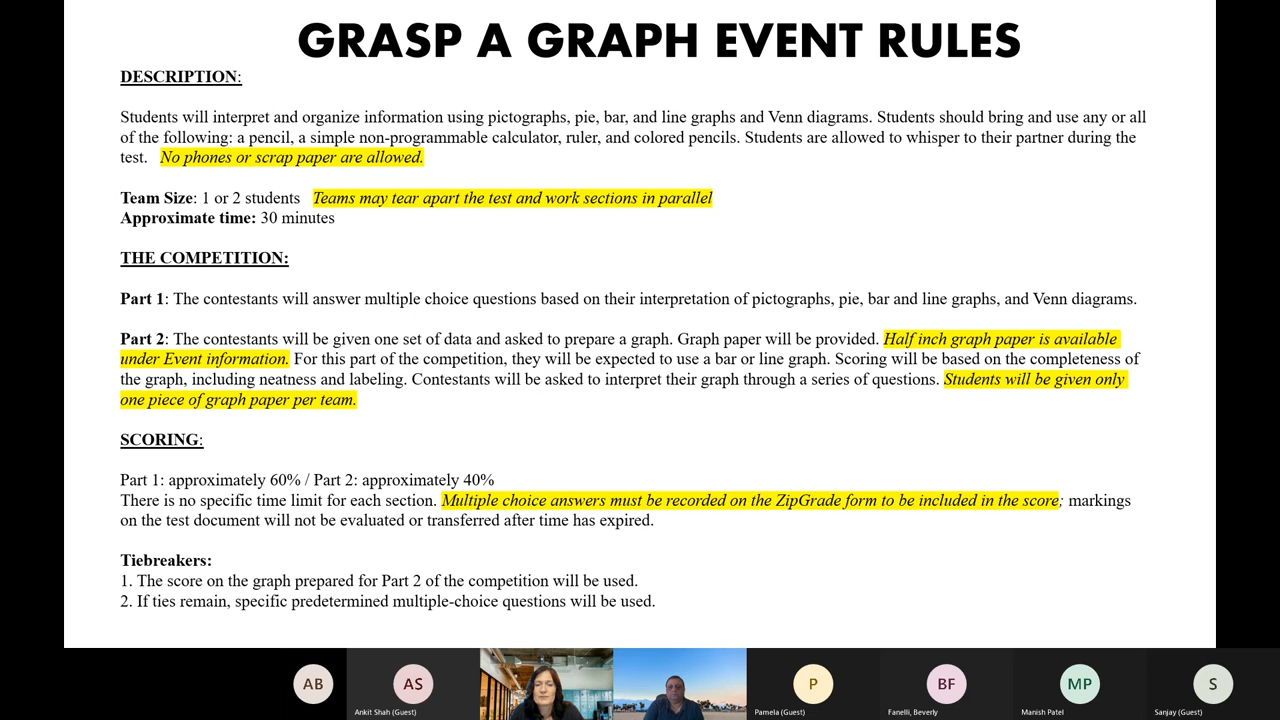 GRASP A GRAPH EVENT RULES
DESCRIPTION:
Students will interpret and organize information using pictographs, pie, bar, and line graphs and Venn diagrams. Students should bring and use any or all
of the following: a pencil, a simple non-programmable calculator, ruler, and colored pencils. Students are allowed to whisper to their partner during the
test. No phones or scrap paper are allowed.
Team Size: 1 or 2 students Teams may tear apart the test and work sections in parallel
Approximate time: 30 minutes
THE COMPETITION:
Part 1: The contestants will answer multiple choice questions based on their interpretation of pictographs, pie, bar and line graphs, and Venn diagrams.
Part 2: The contestants will be given one set of data and asked to prepare a graph. Graph paper will be provided. Half inch graph paper is available
under Event information. For this part of the competition, they will be expected to use a bar or line graph. Scoring will be based on the completeness of
the graph, including neatness and labeling. Contestants will be asked to interpret their graph through a series of questions. Students will be given only
one piece of graph paper per team.
SCORING:
Part 1: approximately 60% / Part 2: approximately 40%
There is no specific time limit for each section. Multiple choice answers must be recorded on the ZipGrade form to be included in the score; markings
on the test document will not be evaluated or transferred after time has expired.
Tiebreakers:
1. The score on the graph prepared for Part 2 of the competition will be used.
2. If ties remain, specific predetermined multiple-choice questions will be used.
AB
AS
P
BF
MP
S
Ankit Shah (Guest)
Pamela (Guest)
Fanelli, Beverly
Manish Patel
Sanjay (Guest)